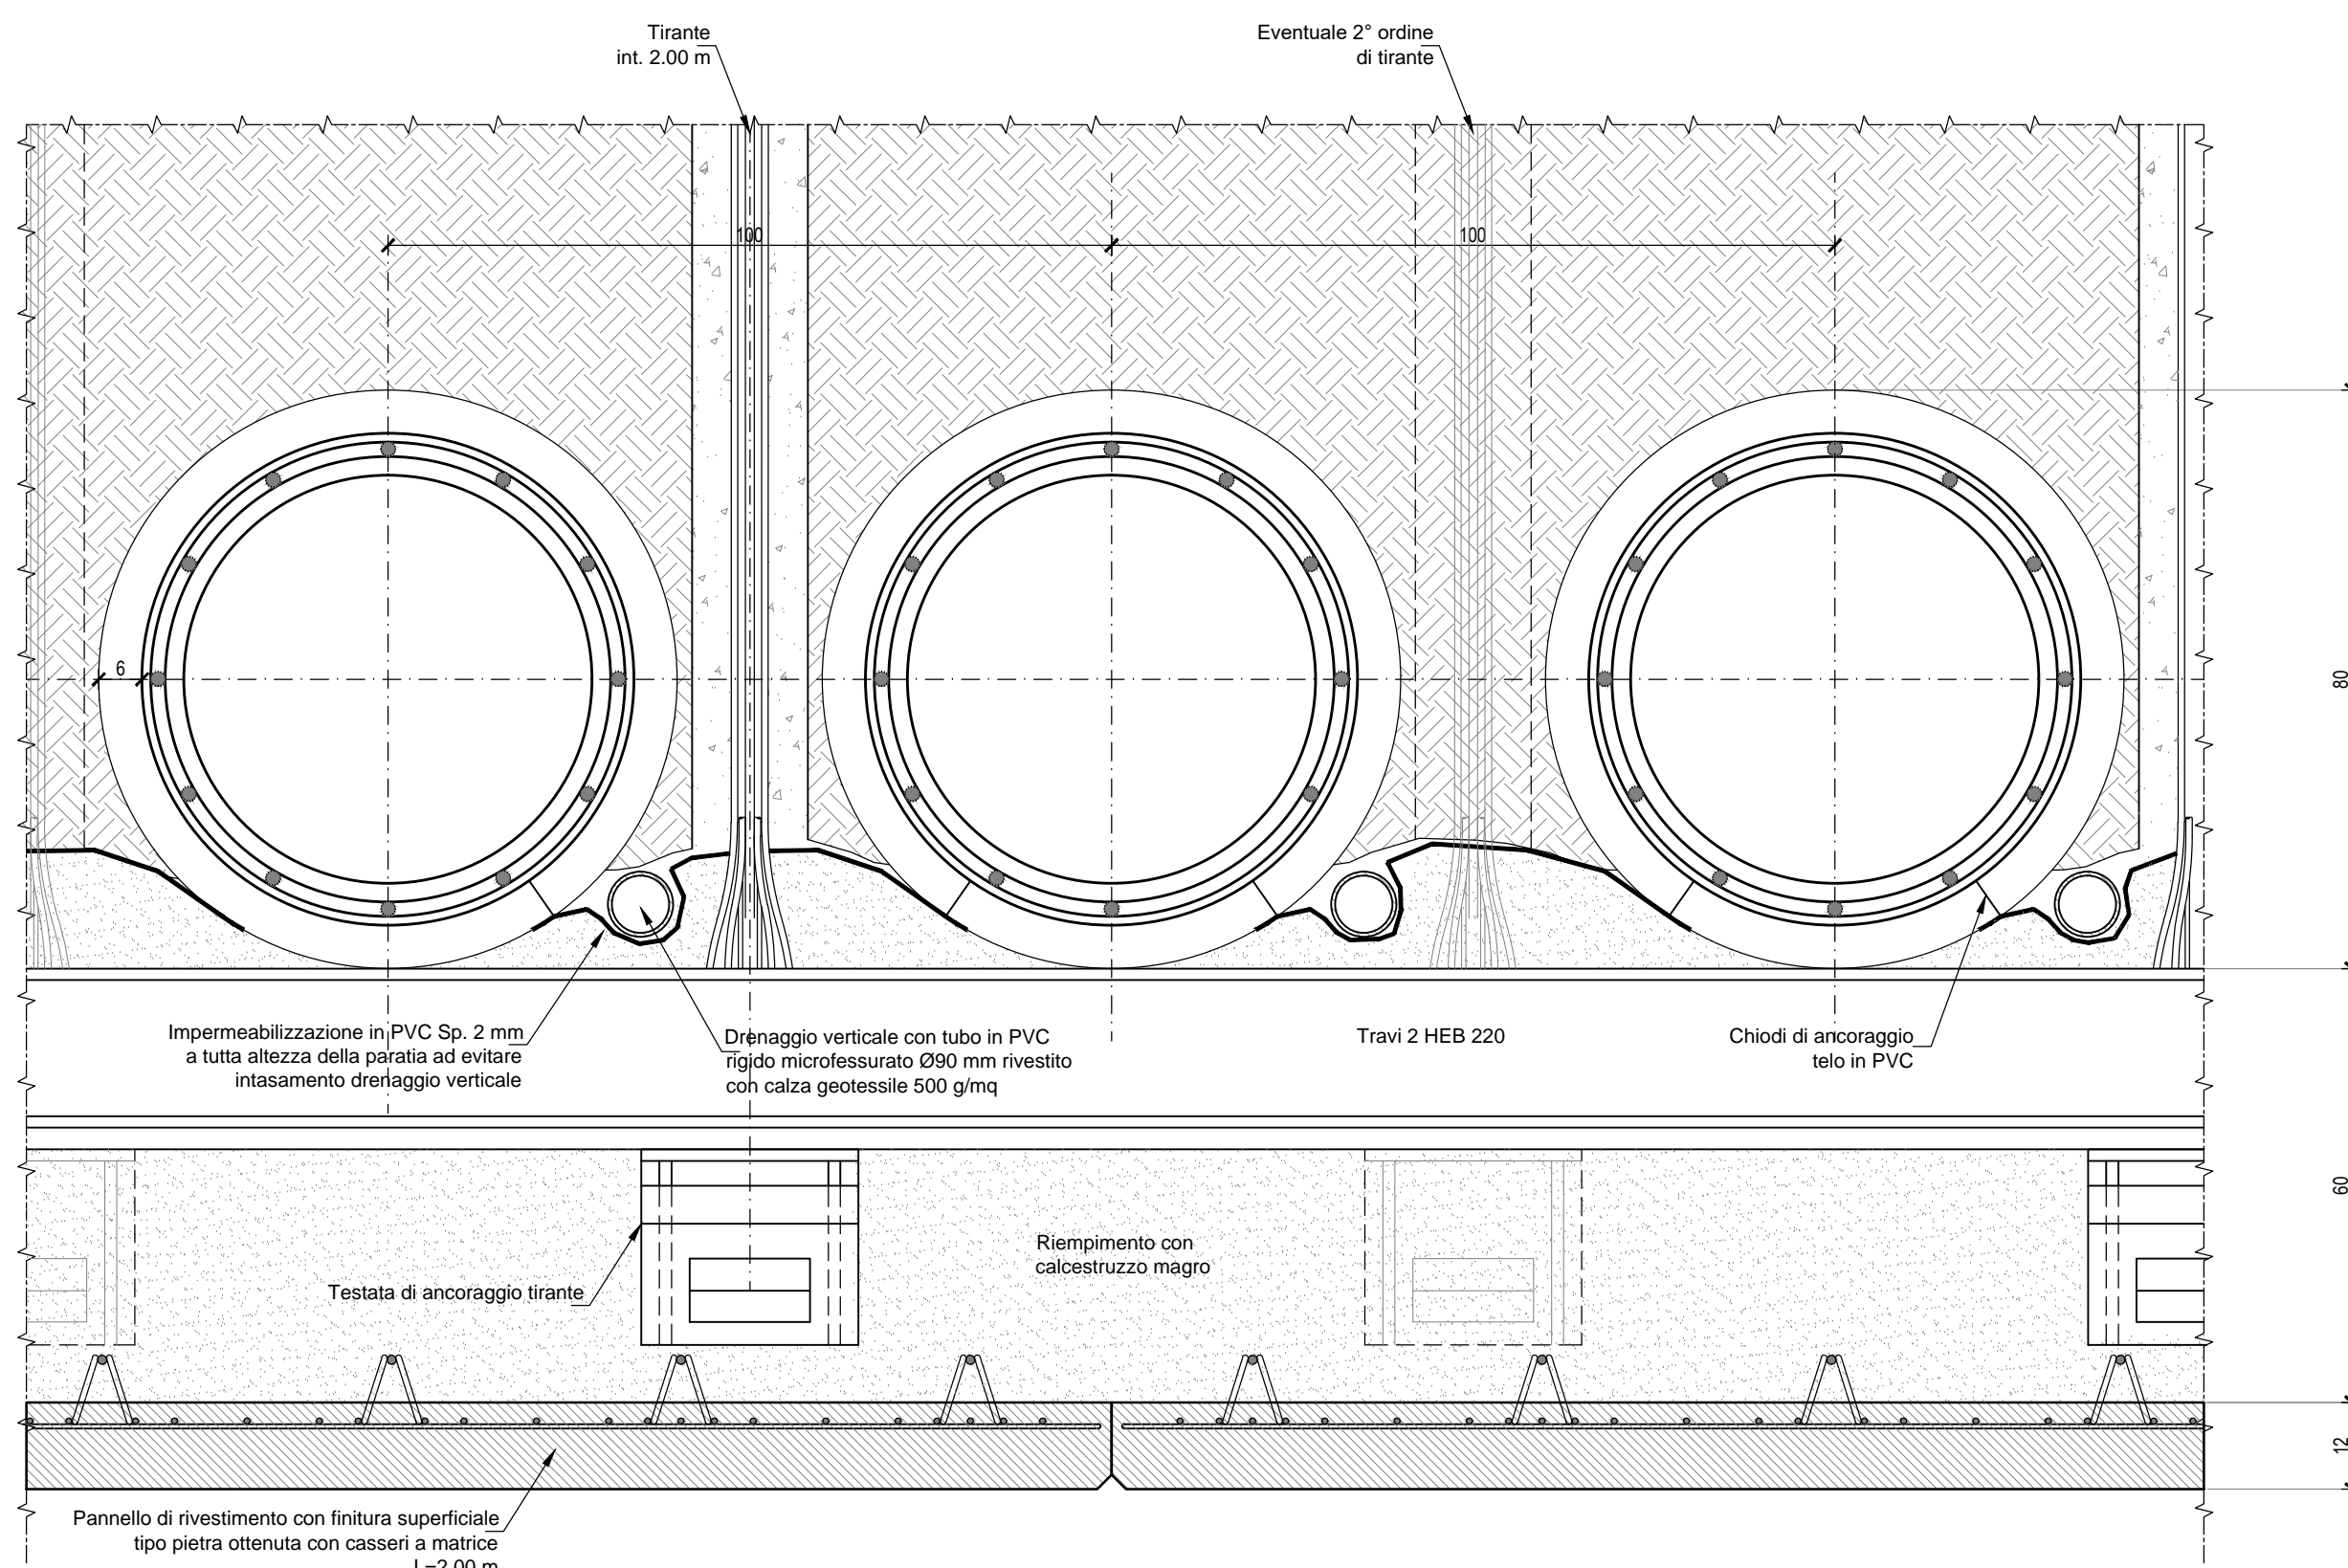 Tirante
int. 2.00 m
Eventuale 2° ordine
di tirante
100
100
6
80
Impermeabilizzazione in PVC Sp. 2 mm
a tutta altezza della paratia ad evitare
intasamento drenaggio verticale
Drenaggio verticale con tubo in PVC
rigido microfessurato Ø90 mm rivestito
con calza geotessile 500 g/mq
Travi 2 HEB 220
Chiodi di ancoraggio
telo in PVC
60
Riempimento con
calcestruzzo magro
Testata di ancoraggio tirante
12
Pannello di rivestimento con finitura superficiale
tipo pietra ottenuta con casseri a matrice
L=2.00 m